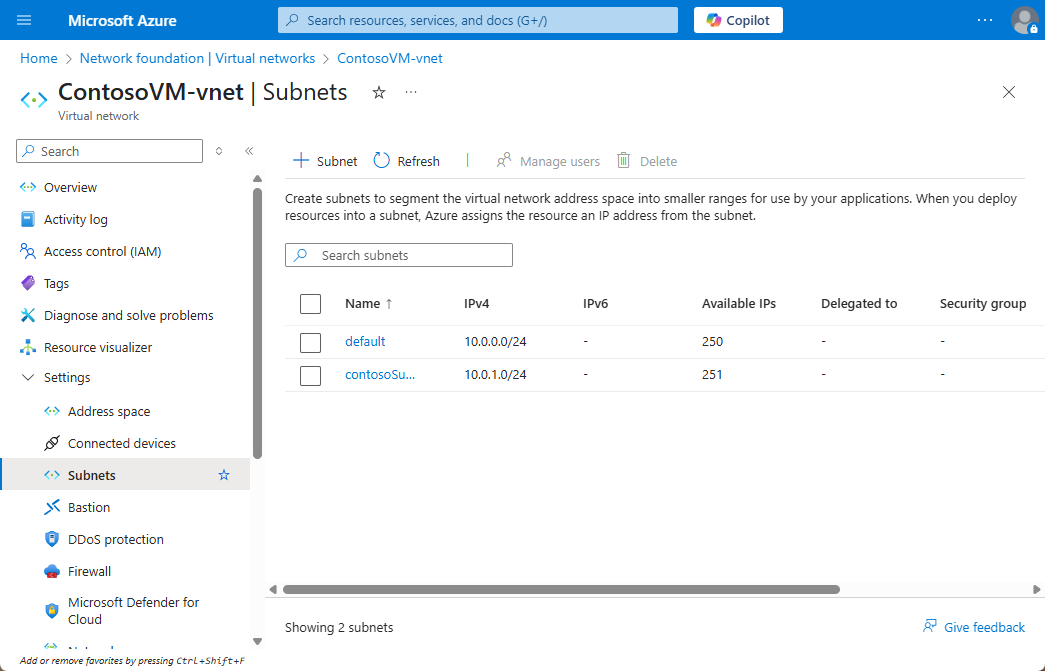 Microsoft Azure
Search resources, services, and docs (G+/)
Copilot
Home > Network foundation | Virtual networks > ContosoVM-vnet
ContosoVM-vnet | Subnets
Virtual network
Search
Overview
Activity log
Access control (IAM)
Tags
Diagnose and solve problems
Resource visualizer
Settings
Address space
Connected devices
Subnets
Bastion
DDoS protection
Firewall
Microsoft Defender for
Cloud
Add or remove favorites by pressing Ctrl+Shift+F
Subnet Refresh Manage users Delete
Create subnets to segment the virtual network address space into smaller ranges for use by your applications. When you deploy
resources into a subnet, Azure assigns the resource an IP address from the subnet.
Search subnets
Name ↑ IPv4 IPv6 Available IPs Delegated to Security group
default 10.0.0.0/24 - 250 - -
contosoSu... 10.0.1.0/24 - 251 - -
Showing 2 subnets
Give feedback